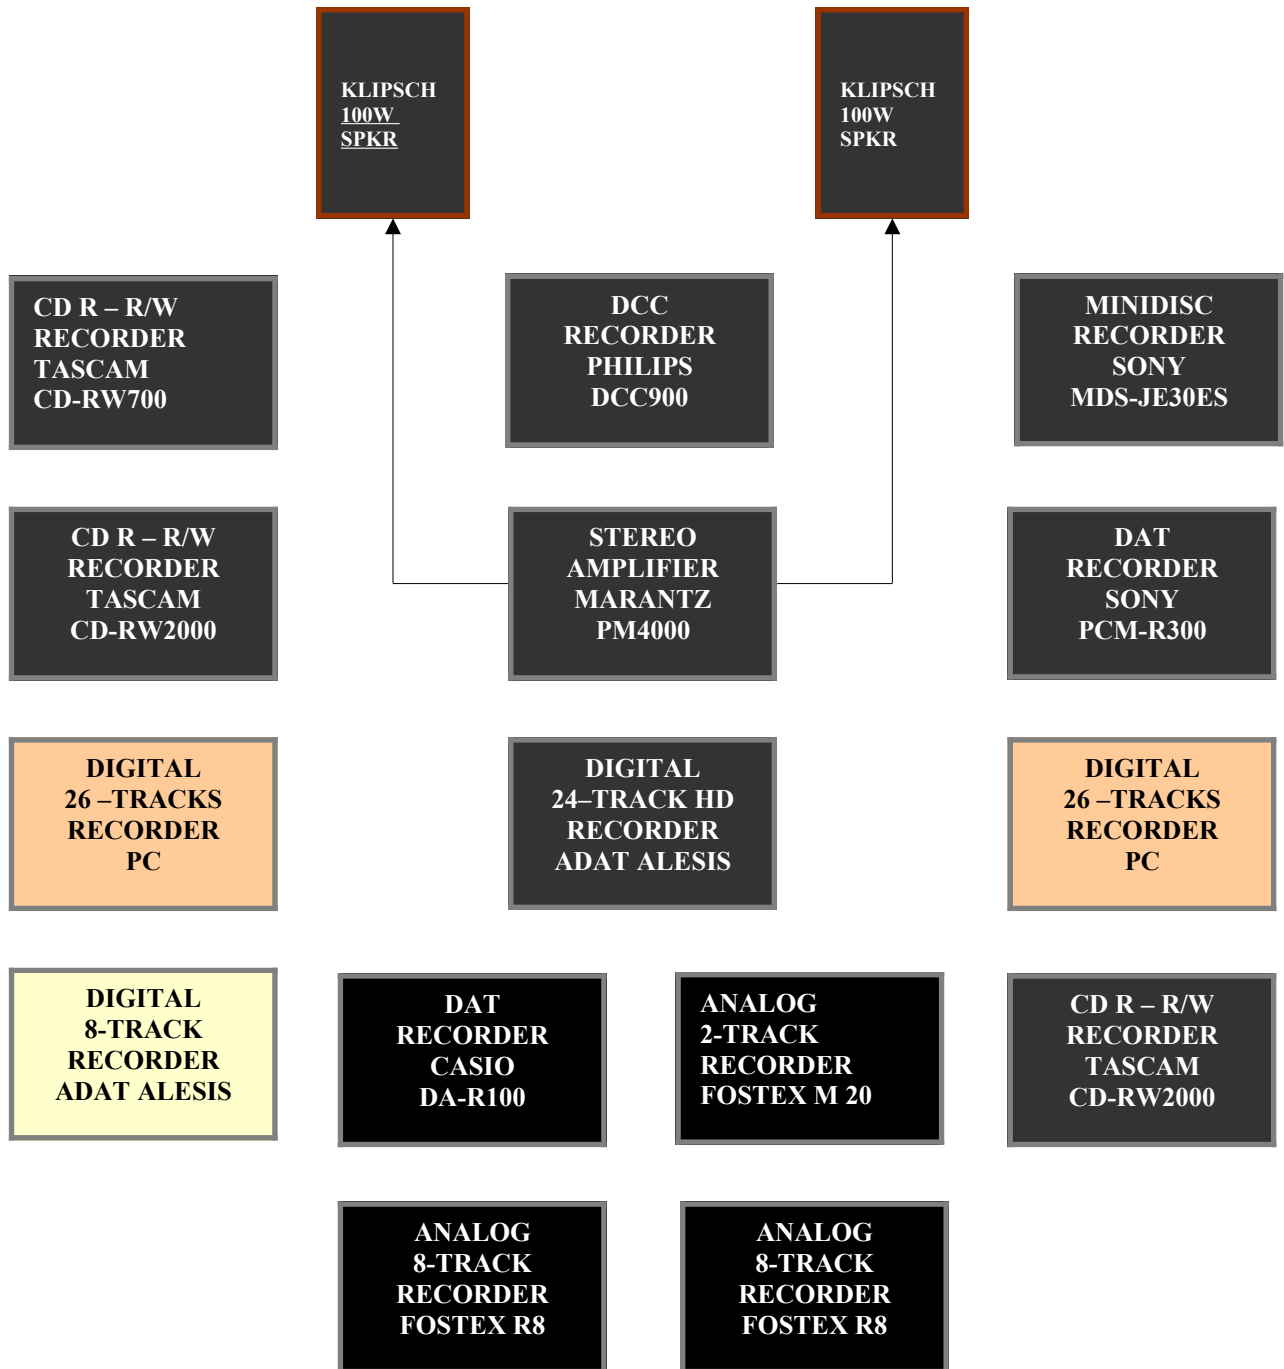 KLIPSCH
100W
SPKR
KLIPSCH
100W
SPKR
CD R – R/W
RECORDER
TASCAM
CD-RW700
DCC
RECORDER
PHILIPS
DCC900
MINIDISC
RECORDER
SONY
MDS-JE30ES
CD R – R/W
RECORDER
TASCAM
CD-RW2000
STEREO
AMPLIFIER
MARANTZ
PM4000
DAT
RECORDER
SONY
PCM-R300
DIGITAL
26 –TRACKS
RECORDER
PC
DIGITAL
24–TRACK HD
RECORDER
ADAT ALESIS
DIGITAL
26 –TRACKS
RECORDER
PC
DIGITAL
8-TRACK
RECORDER
ADAT ALESIS
DAT
RECORDER
CASIO
DA-R100
ANALOG
2-TRACK
RECORDER
FOSTEX M 20
CD R – R/W
RECORDER
TASCAM
CD-RW2000
ANALOG
8-TRACK
RECORDER
FOSTEX R8
ANALOG
8-TRACK
RECORDER
FOSTEX R8